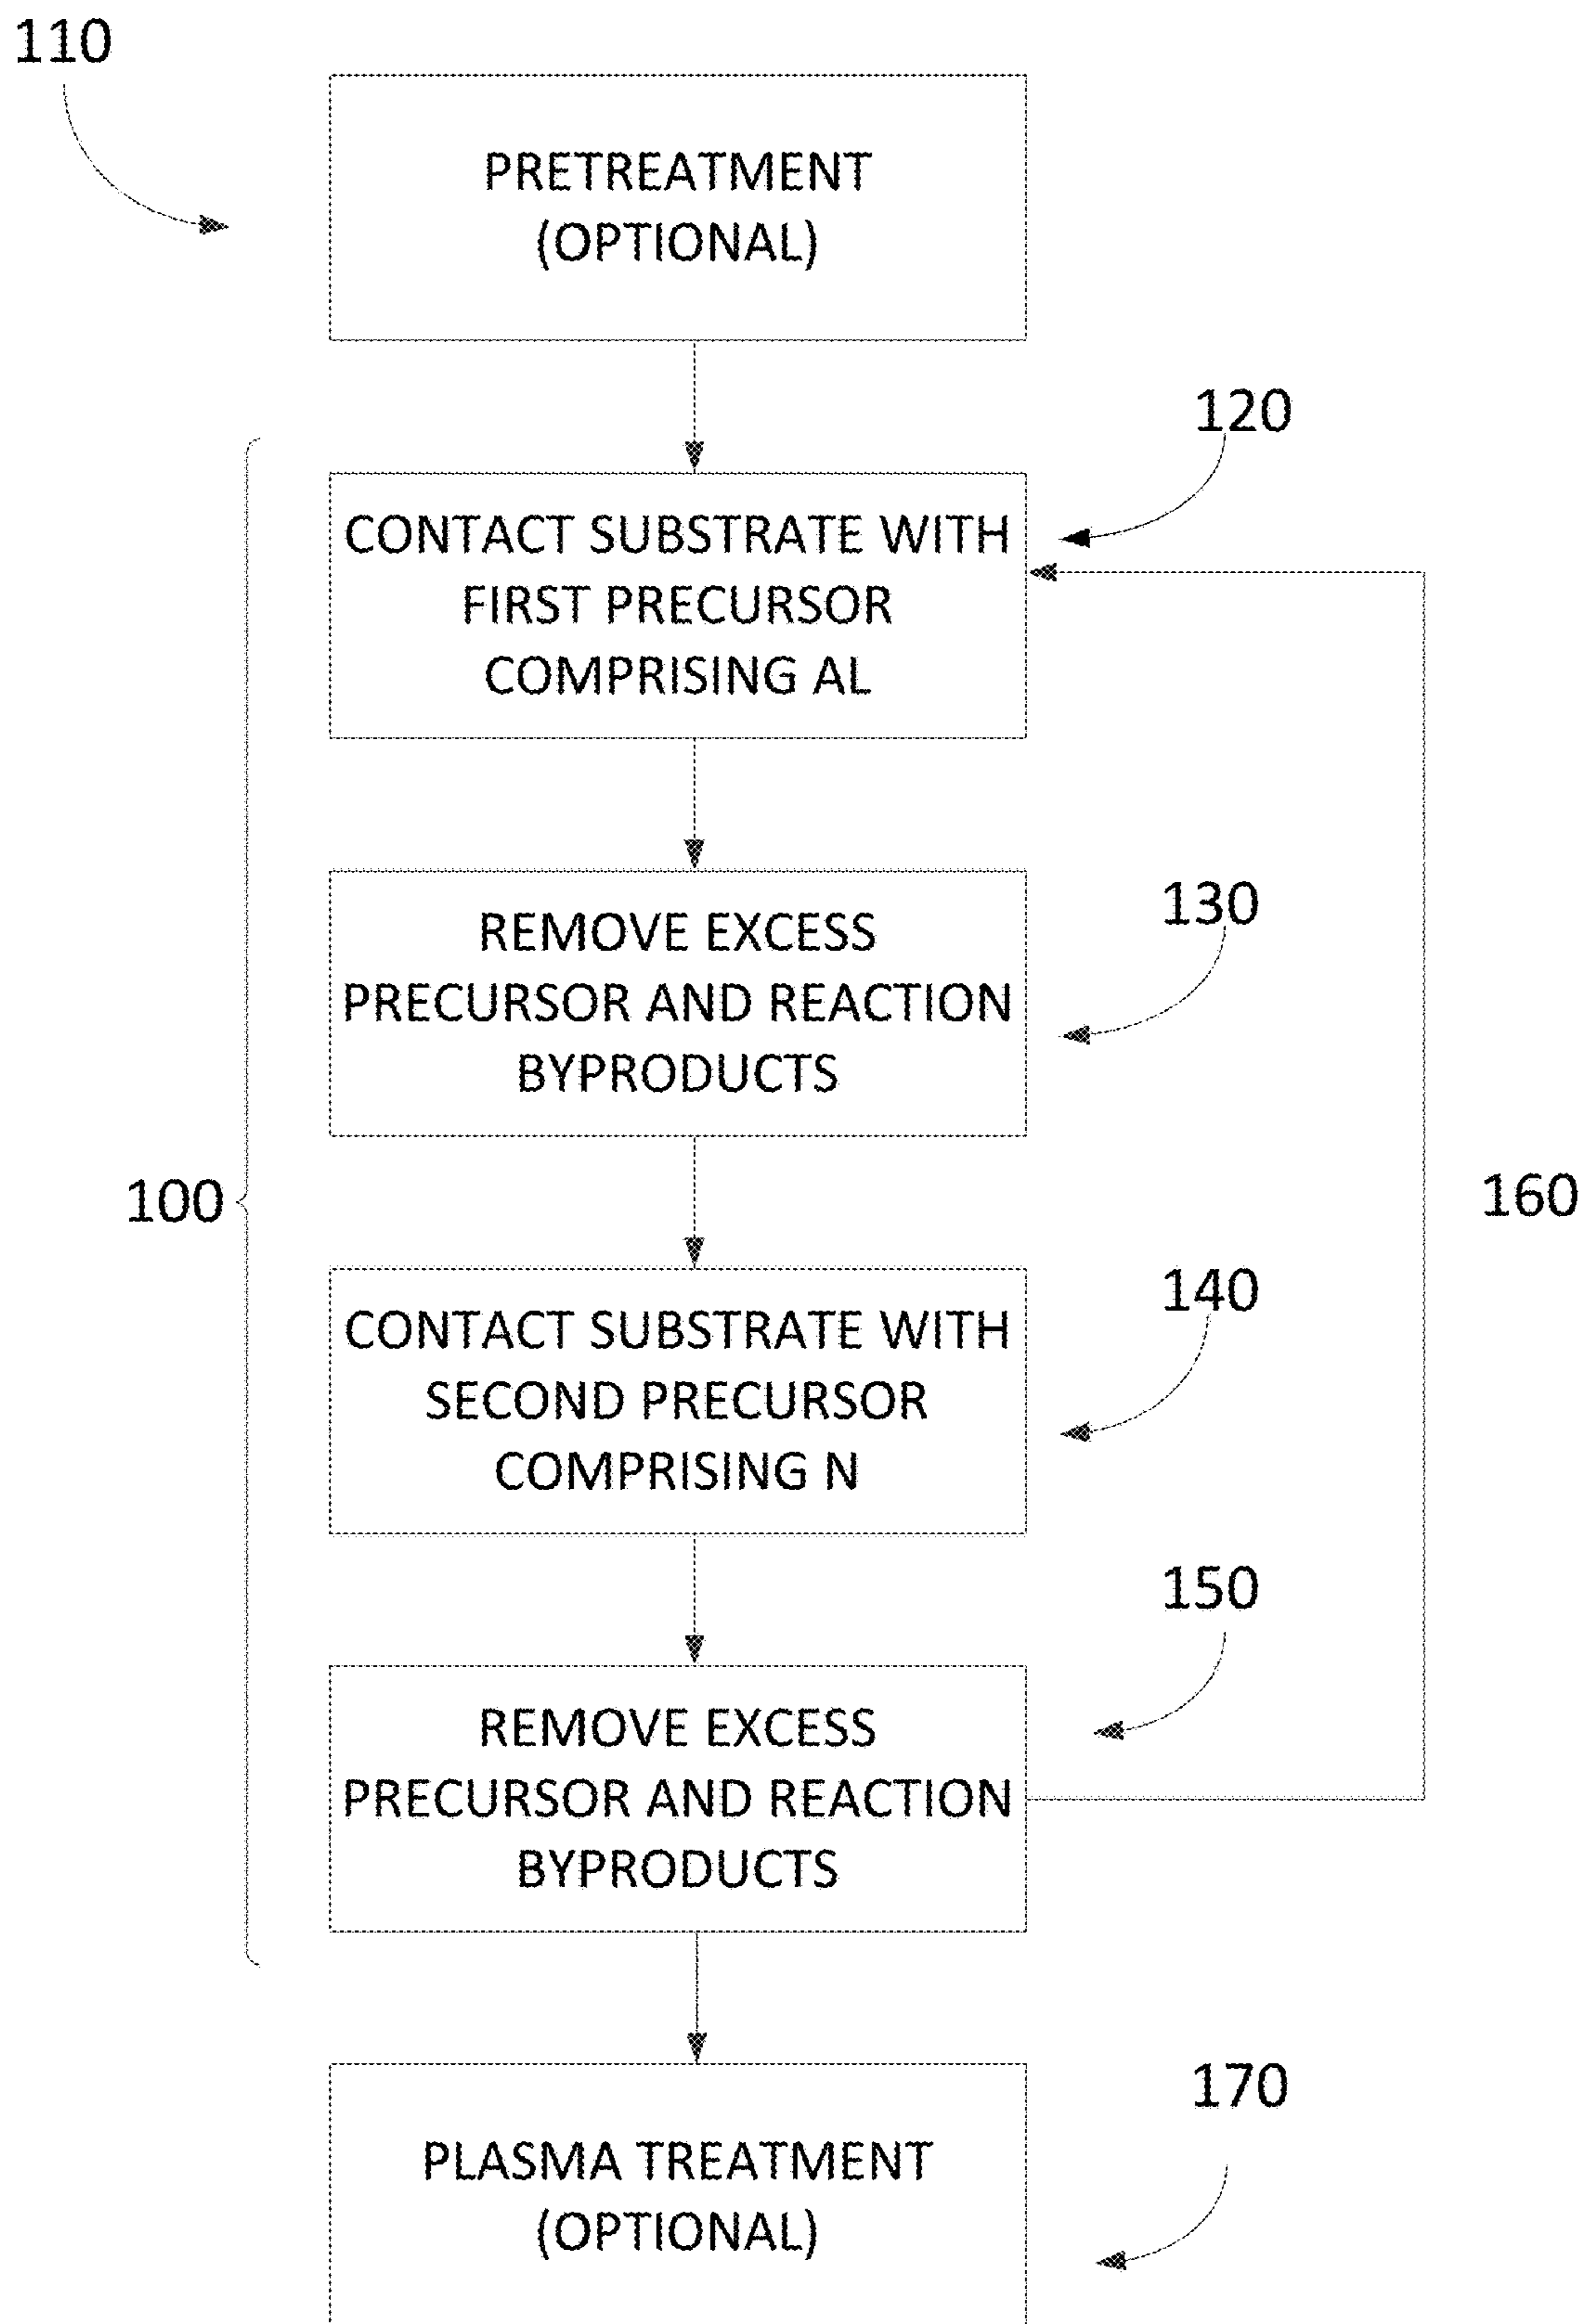 110
PRETREATMENT
(OPTIONAL)
120
CONTACT SUBSTRATE WITH
FIRST PRECURSOR
COMPRISING AL
130
REMOVE EXCESS
PRECURSOR AND REACTION
BYPRODUCTS
100
160
140
CONTACT SUBSTRATE WITH
SECOND PRECURSOR
COMPRISING N
150
REMOVE EXCESS
PRECURSOR AND REACTION
BYPRODUCTS
170
PLASMA TREATMENT
(OPTIONAL)